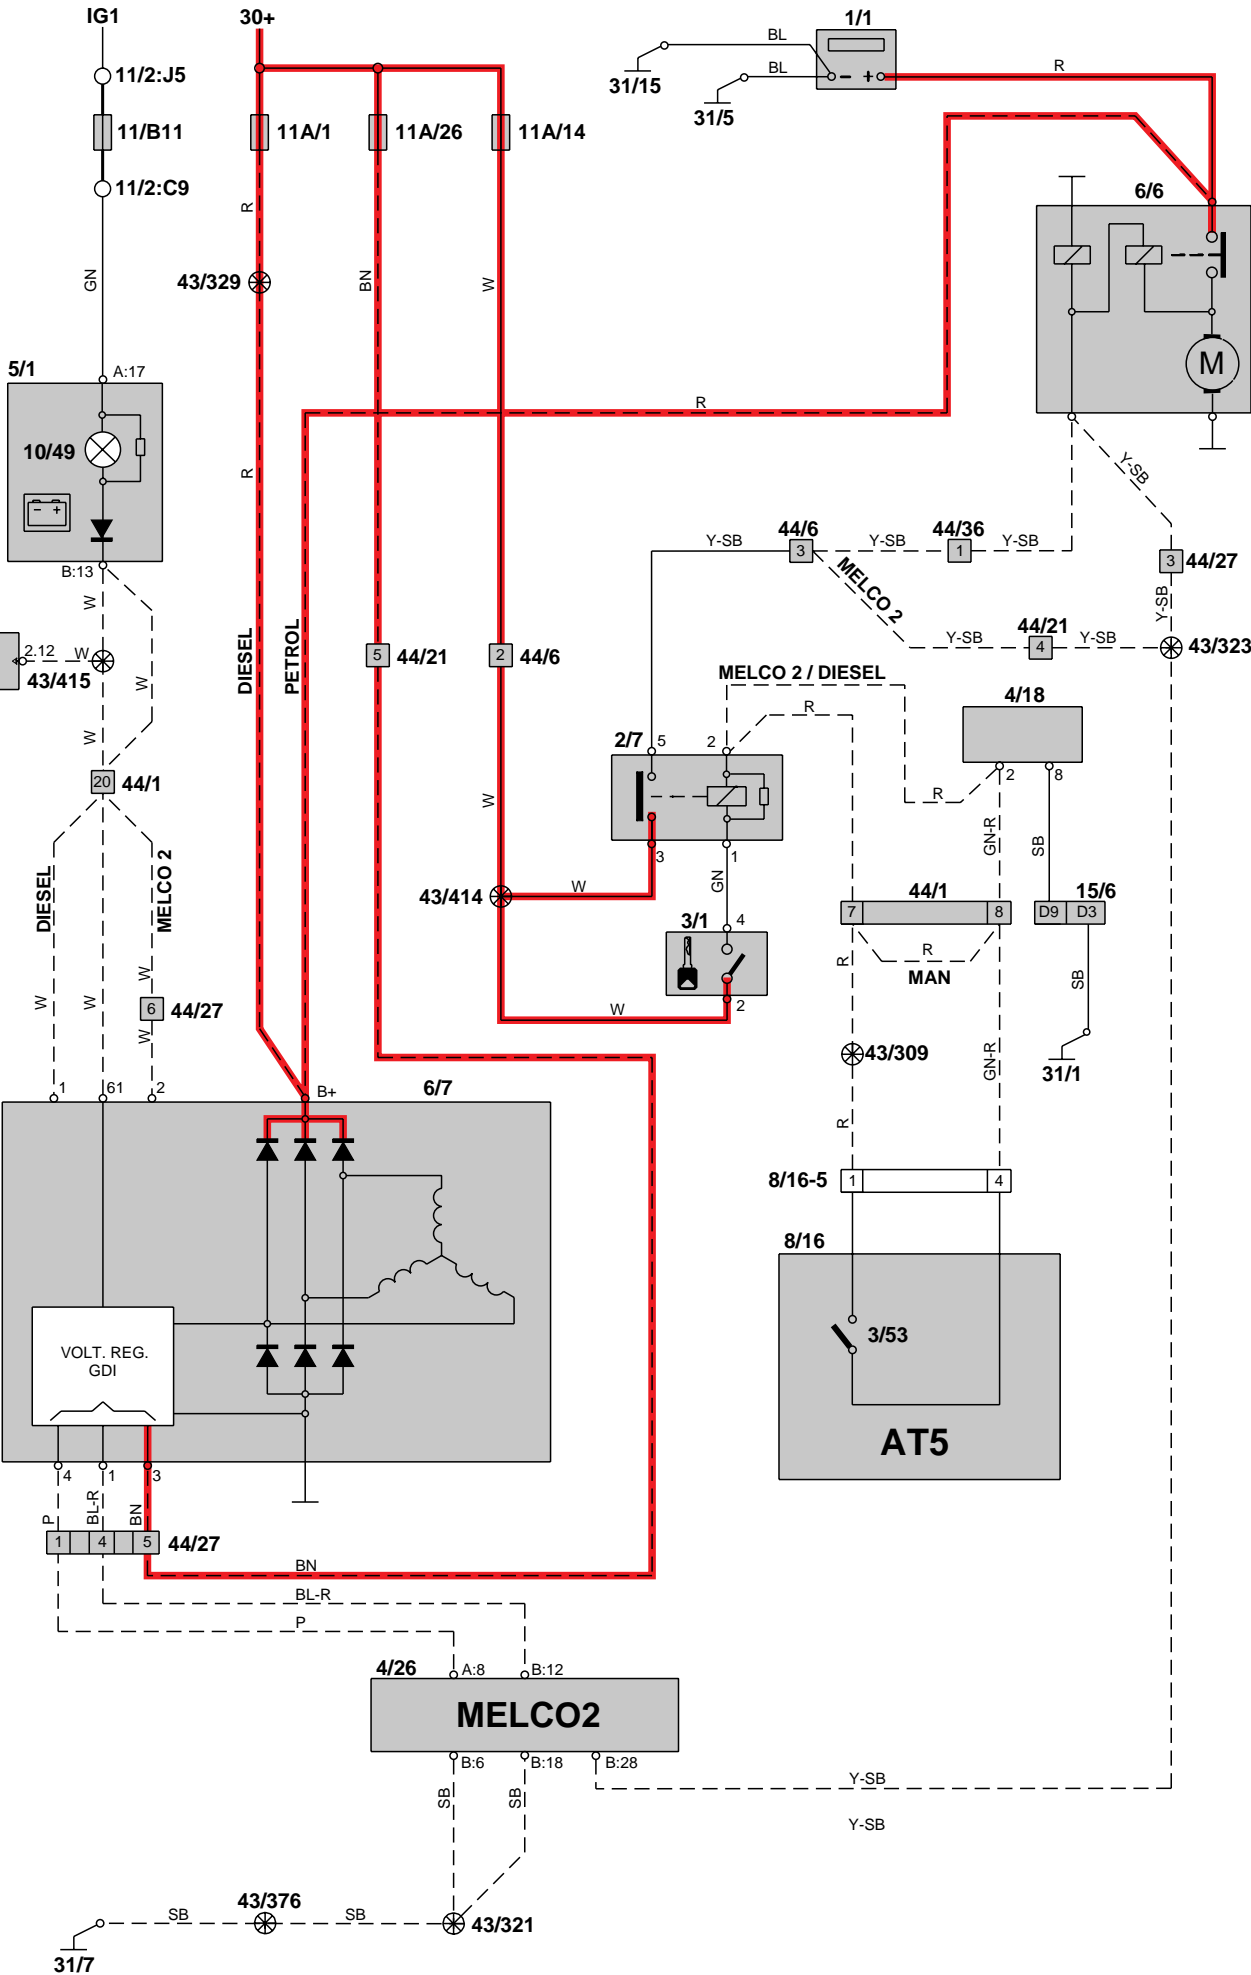 IG1
30+
1/1
BL
R
11/2:J5
31/15
BL
- +
31/5
11/B11
11A/1
11A/26
11A/14
11/2:C9
6/6
R
43/329
GN
BN
W
M
5/1
A:17
R
10/49
- +
R
Y-SB
44/6
44/36
Y-SB
3
Y-SB
1
Y-SB
3
44/27
B:13
W
MELCO 2
Y-SB
44/21
2.12
W
5
44/21
2
44/6
Y-SB
4
Y-SB
43/323
43/415
DIESEL
PETROL
W
MELCO 2 / DIESEL
4/18
R
W
2/7
5
2
20
44/1
2
8
R
W
GN-R
SB
3
1
DIESEL
MELCO 2
W
GN
43/414
44/1
15/6
7
8
D9
D3
3/1
4
R
MAN
R
W
SB
W
W
6
44/27
W
2
W
43/309
31/1
GN-R
1
61
2
B+
6/7
R
8/16-5
1
4
8/16
3/53
VOLT. REG.
GDI
AT5
4
1
3
P
BL-R
BN
1
4
5
44/27
BN
BL-R
P
4/26
A:8
B:12
MELCO2
B:6
B:18
B:28
Y-SB
SB
SB
Y-SB
43/376
SB
SB
43/321
31/7